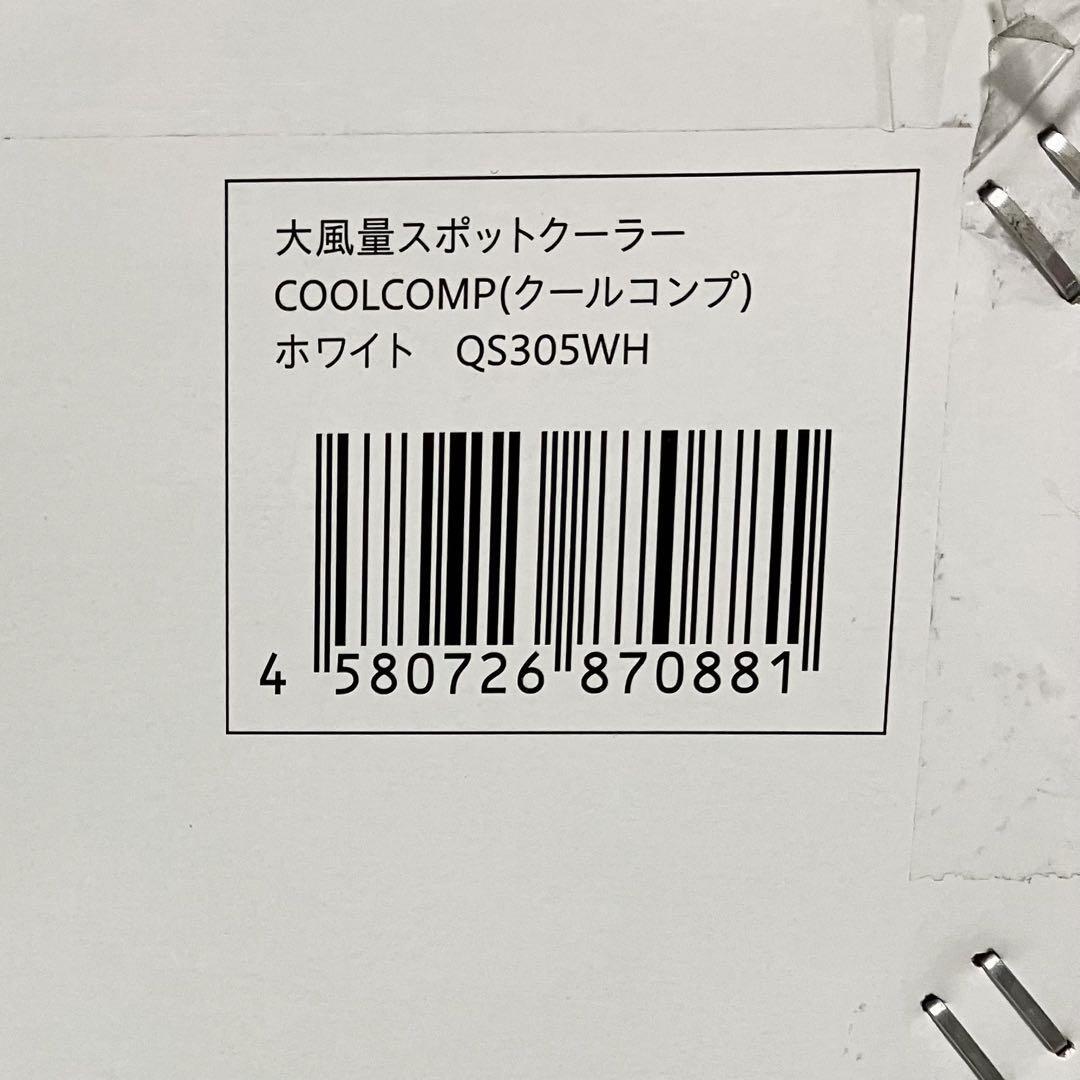 大風量スポットクーラー
COOLCOMP(クールコンプ)
ホワイト　QS305WH
4 580726 870881